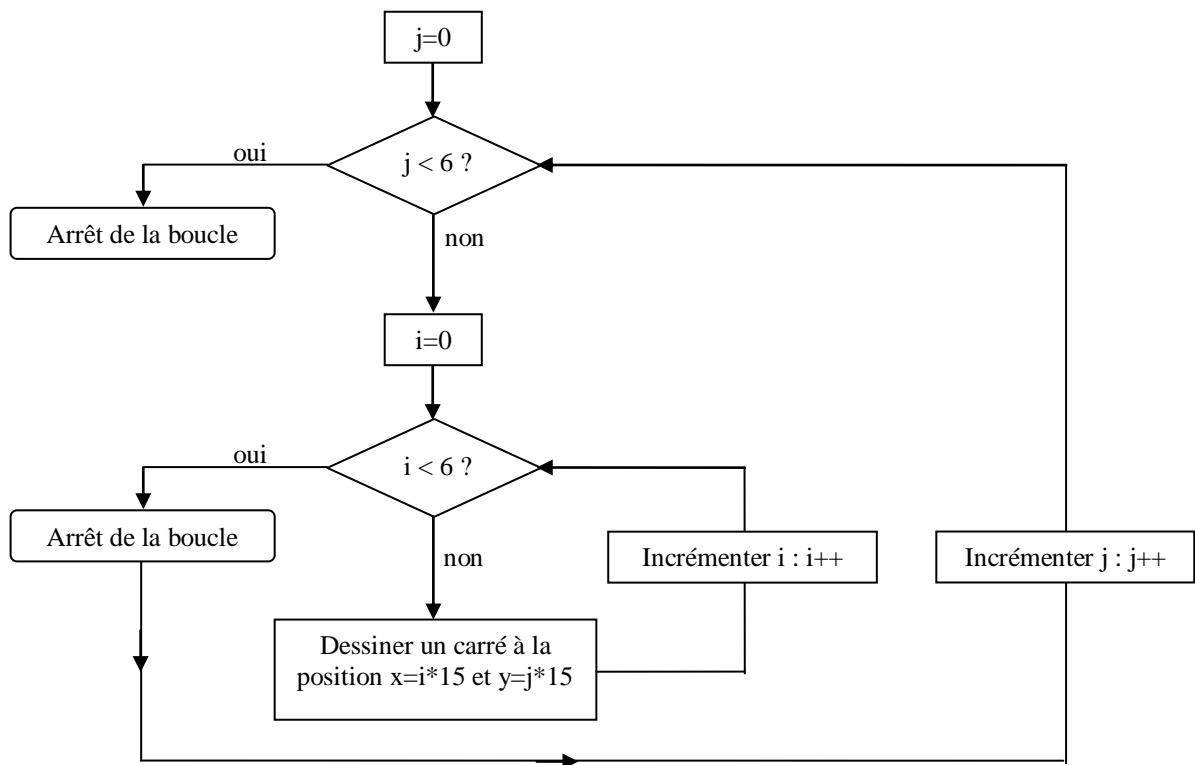 j=0
j < 6 ?
oui
Arrêt de la boucle
non
i=0
i < 6 ?
oui
Arrêt de la boucle
non
Incrémenter i : i++
Incrémenter j : j++
Dessiner un carré à la
position x=i*15 et y=j*15